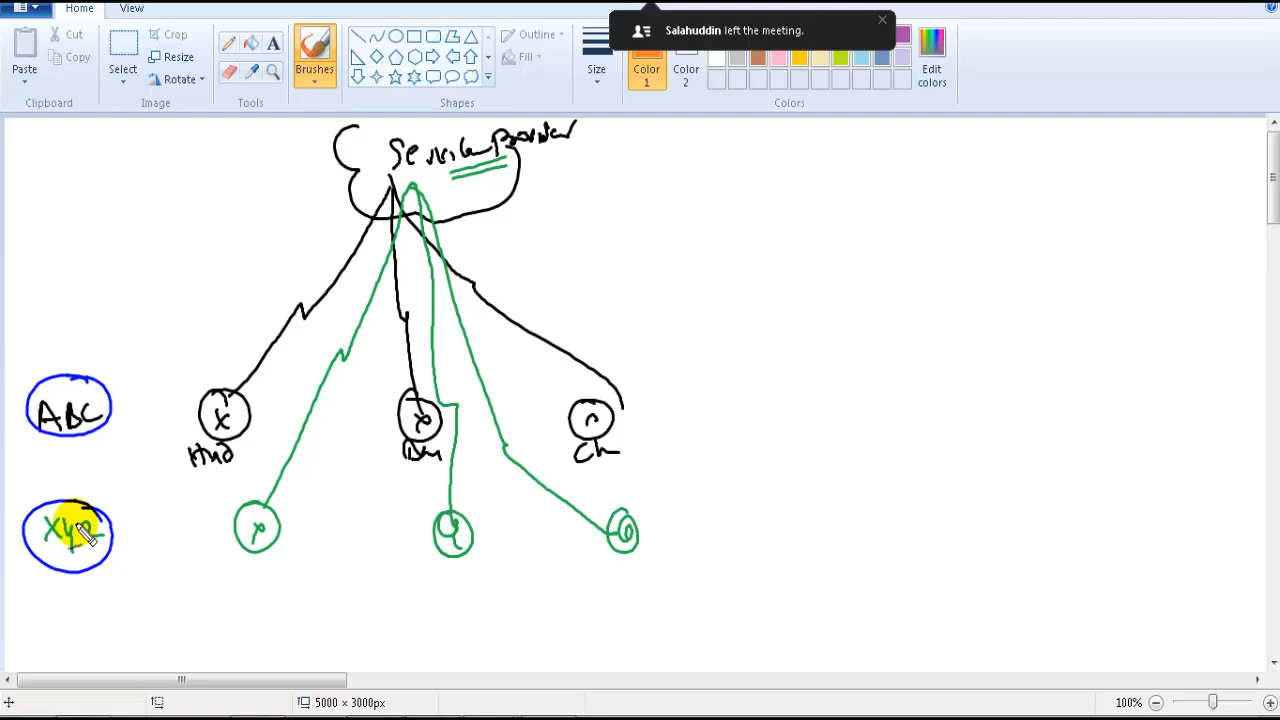 Home View
Salahuddin left the meeting.
Cut
Copy
Paste
Clipboard
Crop
Resize
Rotate
Select
Image
A
Tools
Brushes
Outline
Fill
Shapes
Size
Color
1
Color
2
Edit
colors
Colors
Service Provider
ABC
x
x
Hyd
Ch
XYZ
5000 × 3000px
100%